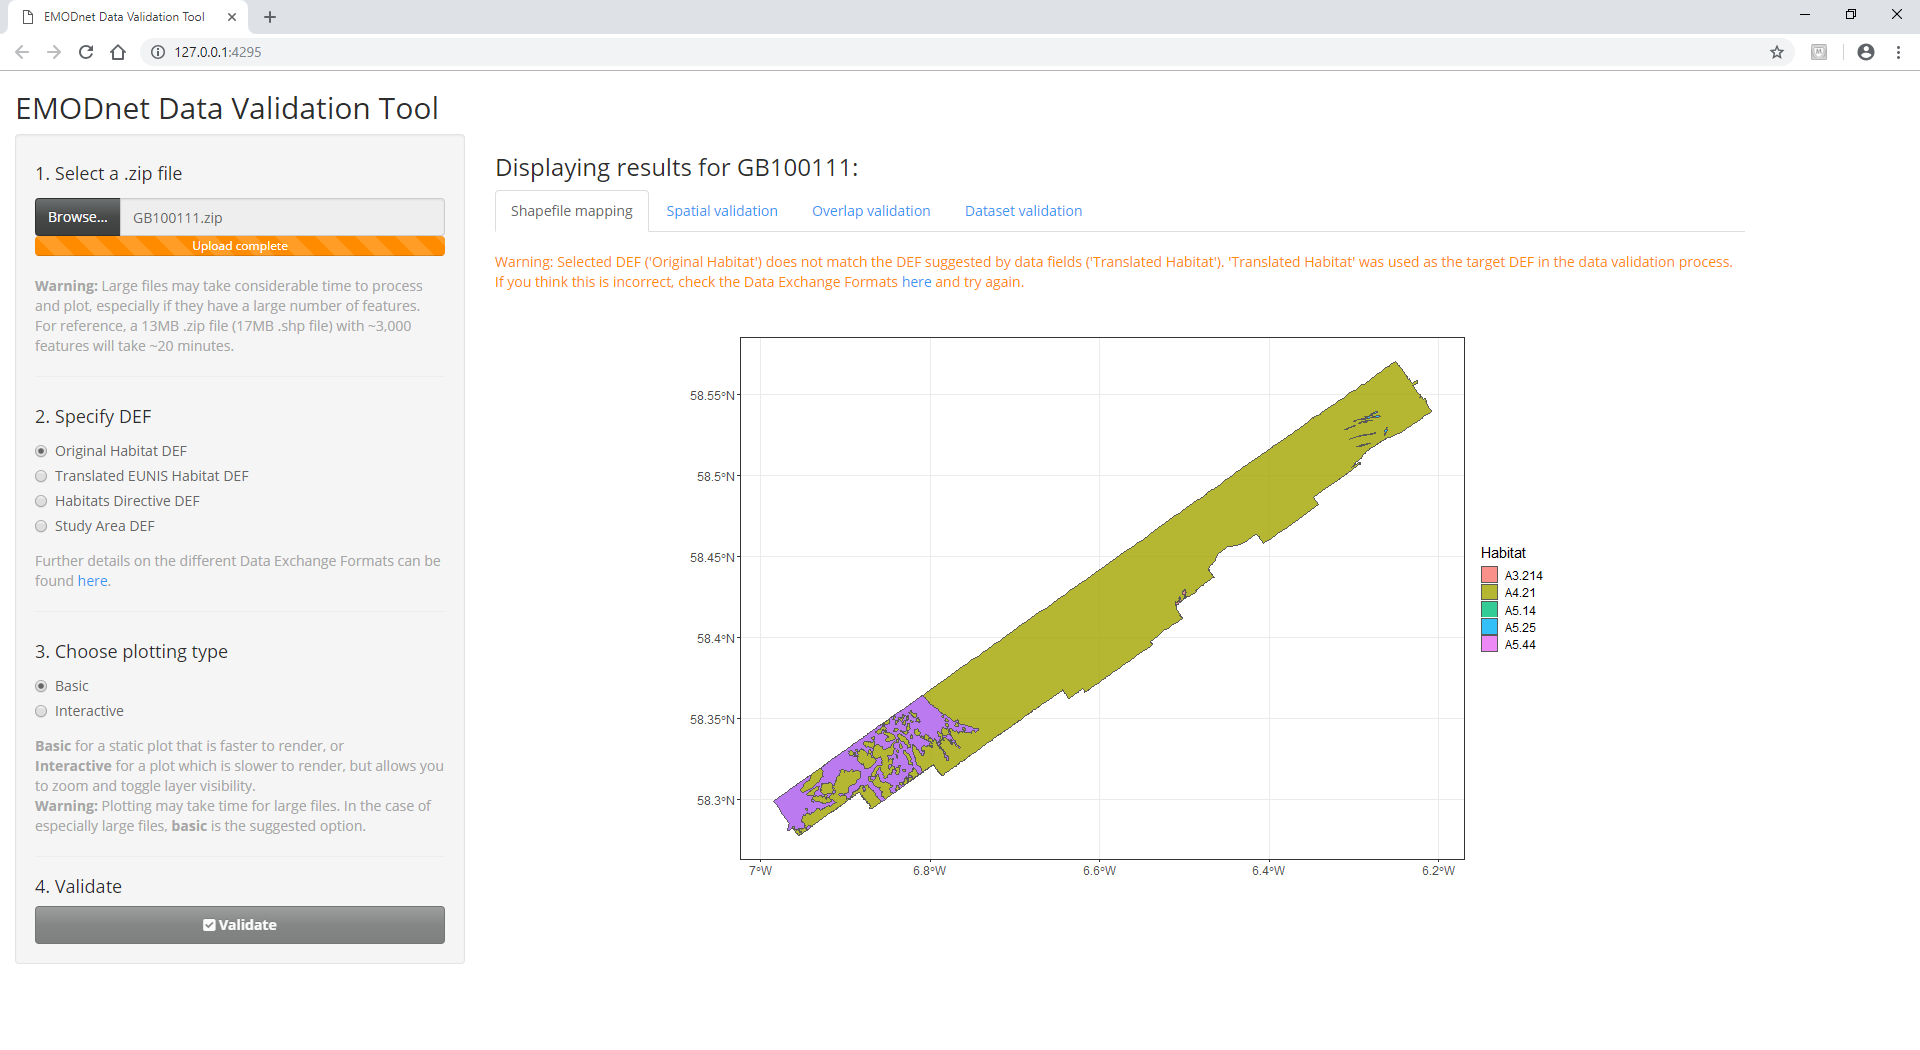 EMODnet Data Validation Tool
127.0.0.1:4295
EMODnet Data Validation Tool
1. Select a .zip file
Browse...
GB100111.zip
Upload complete
Warning: Large files may take considerable time to process
and plot, especially if they have a large number of features.
For reference, a 13MB .zip file (17MB .shp file) with ~3,000
features will take ~20 minutes.
2. Specify DEF
Original Habitat DEF
Translated EUNIS Habitat DEF
Habitats Directive DEF
Study Area DEF
Further details on the different Data Exchange Formats can be
found here.
3. Choose plotting type
Basic
Interactive
Basic for a static plot that is faster to render, or
Interactive for a plot which is slower to render, but allows you
to zoom and toggle layer visibility.
Warning: Plotting may take time for large files. In the case of
especially large files, basic is the suggested option.
4. Validate
Validate
Displaying results for GB100111:
Shapefile mapping
Spatial validation
Overlap validation
Dataset validation
Warning: Selected DEF ('Original Habitat') does not match the DEF suggested by data fields ('Translated Habitat'). 'Translated Habitat' was used as the target DEF in the data validation process.
If you think this is incorrect, check the Data Exchange Formats here and try again.
58.55°N
58.5°N
58.45°N
58.4°N
58.35°N
58.3°N
7°W
6.8°W
6.6°W
6.4°W
6.2°W
Habitat
A3.214
A4.21
A5.14
A5.25
A5.44